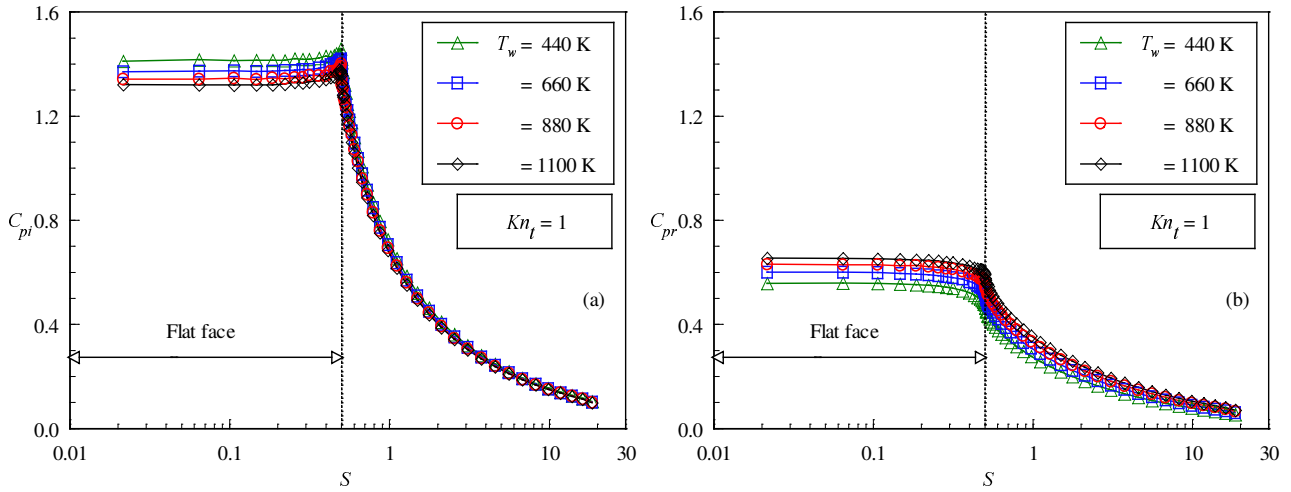 1.6
1.2
0.8
0.4
0.0
C_pi
T_w = 440 K
= 660 K
= 880 K
= 1100 K
Kn_t = 1
(a)
Flat face
0.01
0.1
1
10
30
S
1.6
1.2
0.8
0.4
0.0
C_pr
T_w = 440 K
= 660 K
= 880 K
= 1100 K
Kn_t = 1
(b)
Flat face
0.01
0.1
1
10
30
S